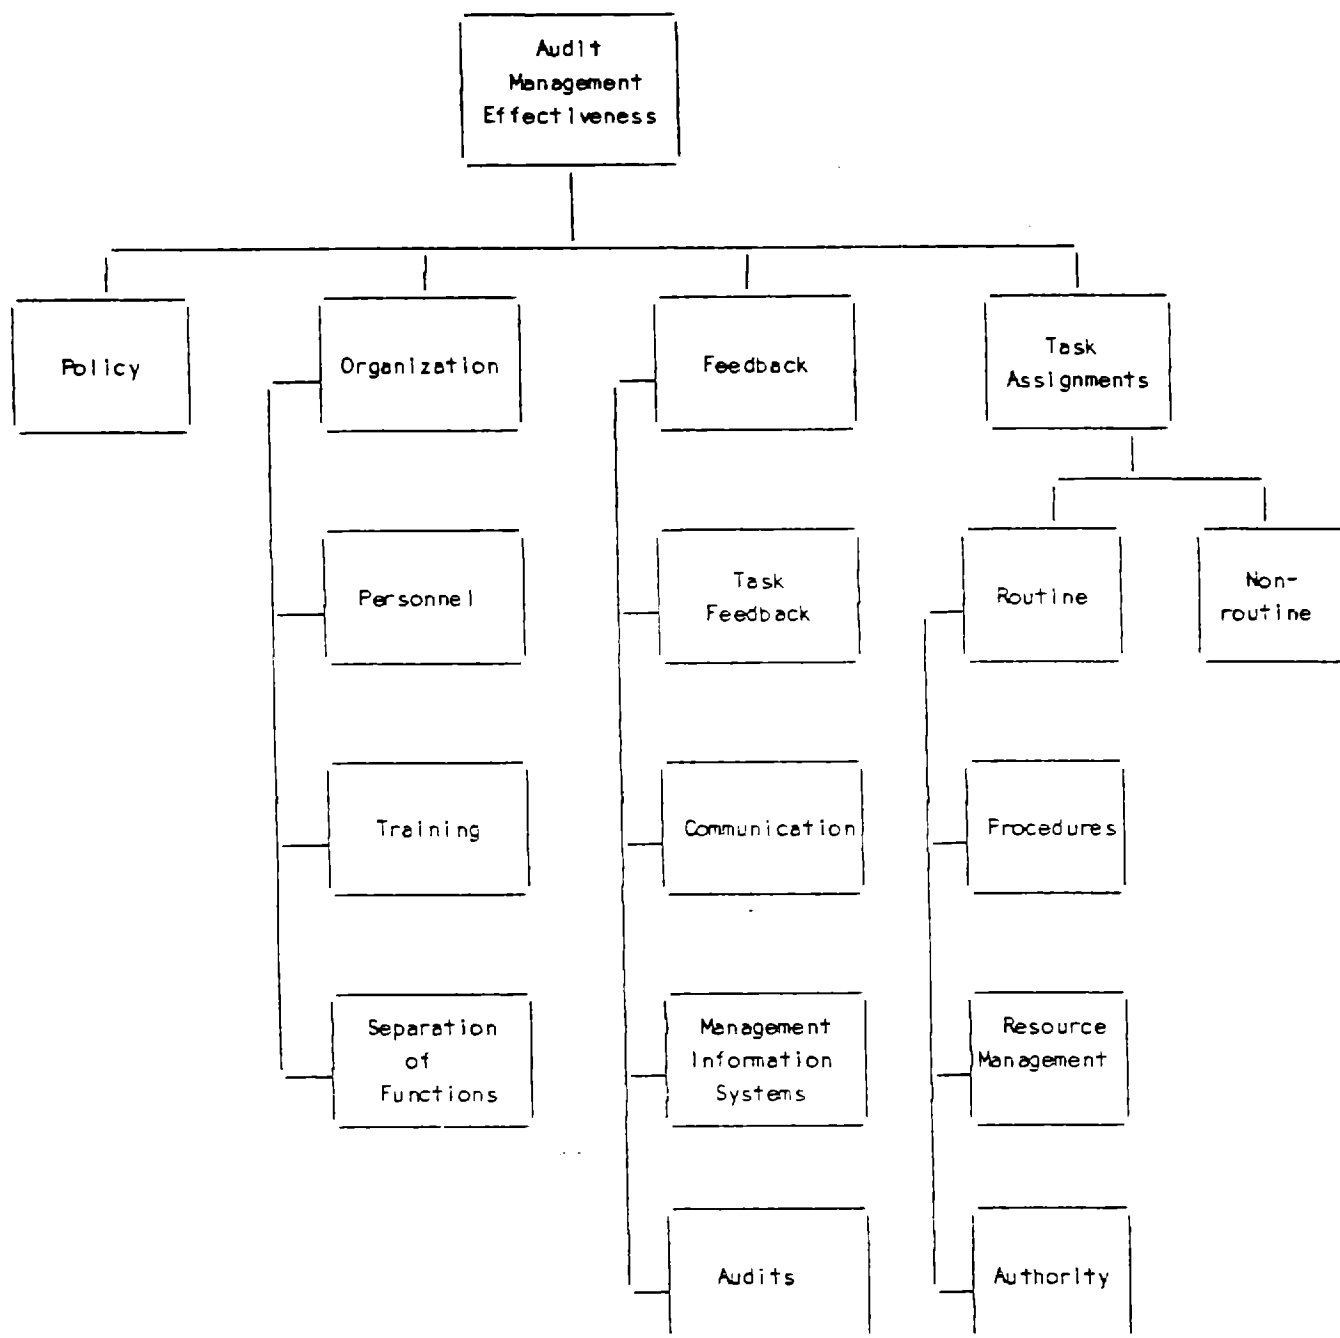 Audit
Management
Effectiveness
Policy
Organization
Feedback
Task
Assignments
Personnel
Task
Feedback
Routine
Non-
routine
Training
Communication
Procedures
Separation
of
Functions
Management
Information
Systems
Resource
Management
Audits
Authority